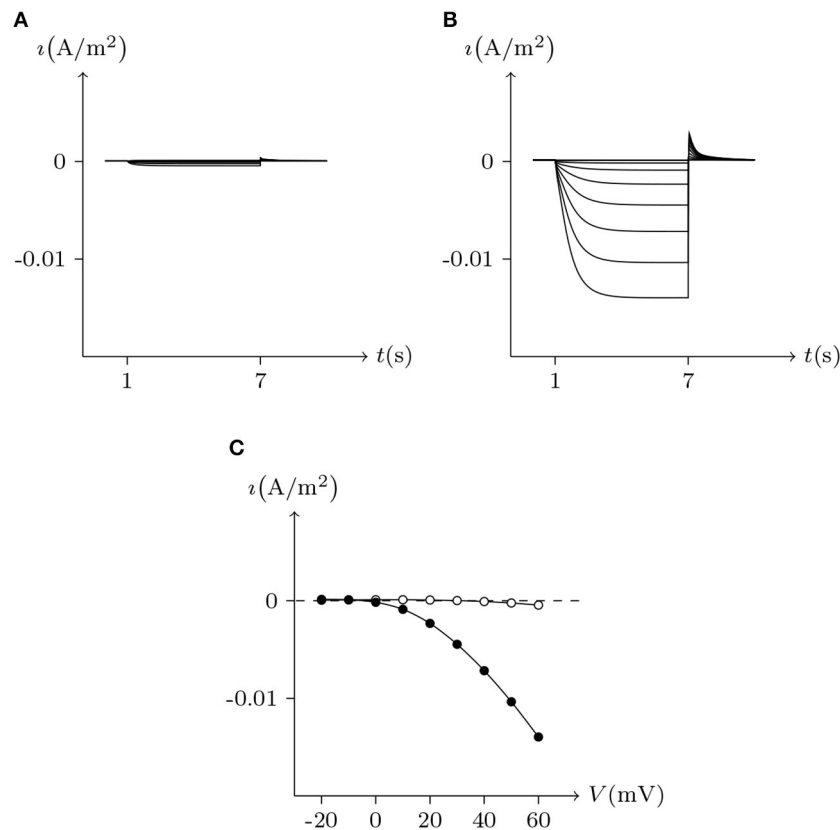 A
ı(A/m²)
0
-0.01
1
7
t(s)
B
ı(A/m²)
0
-0.01
1
7
t(s)
C
ı(A/m²)
0
-0.01
-20
0
20
40
60
V(mV)